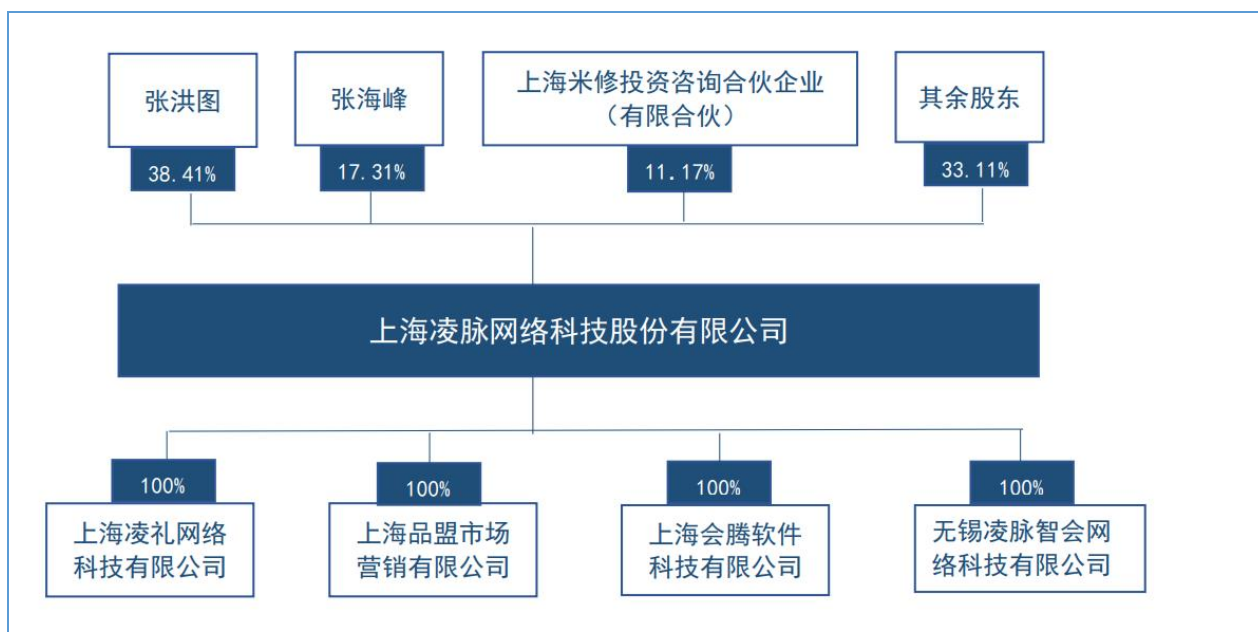 张洪图
张海峰
上海米修投资咨询合伙企业
（有限合伙）
其余股东
38.41%
17.31%
11.17%
33.11%
上海凌脉网络科技股份有限公司
100%
100%
100%
100%
上海凌礼网络
科技有限公司
上海品盟市场
营销有限公司
上海会腾软件
科技有限公司
无锡凌脉智会网
络科技有限公司